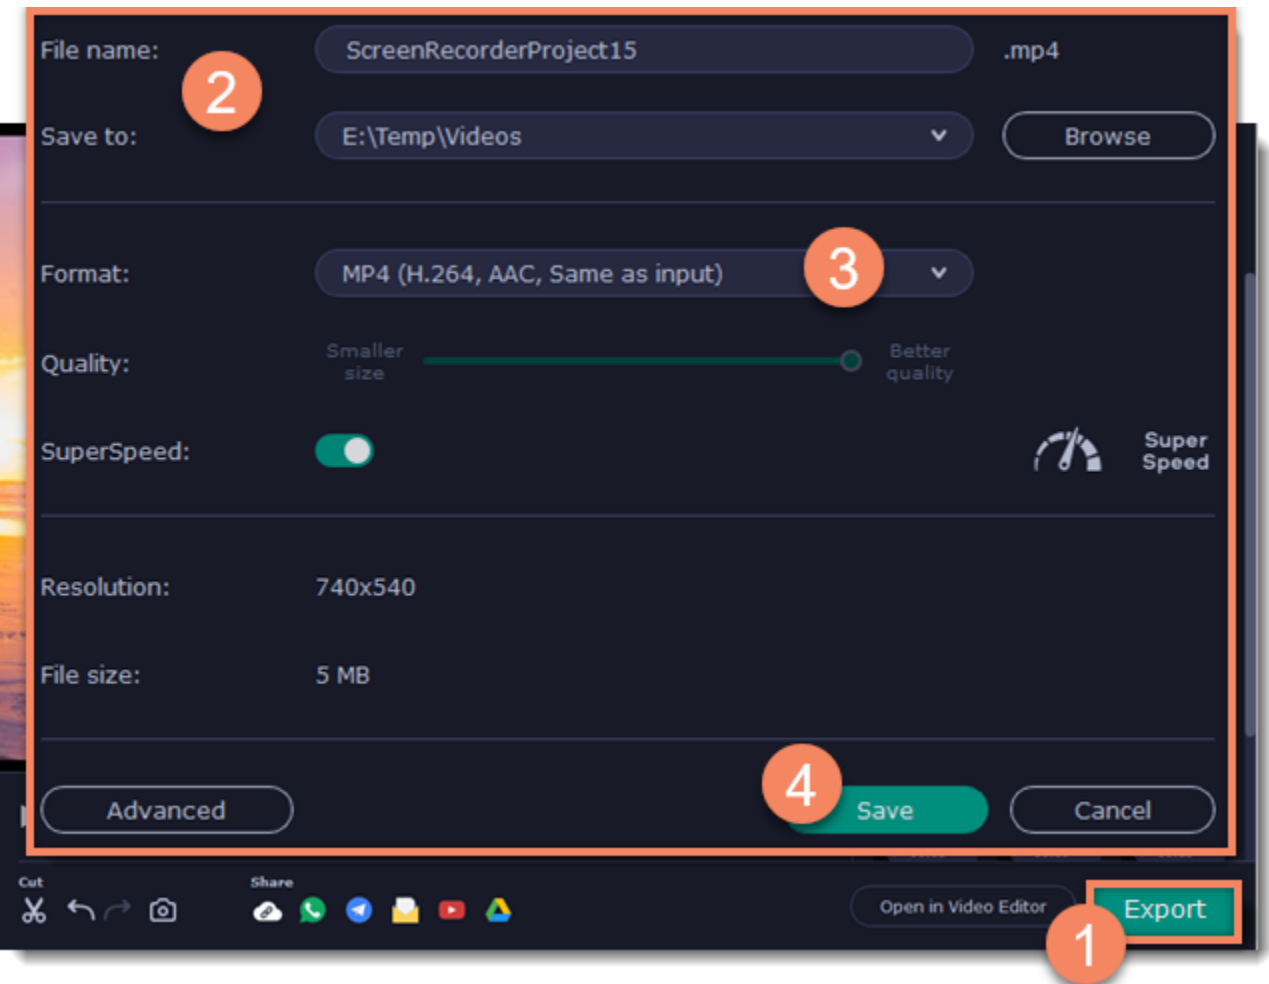 File name:
ScreenRecorderProject15
.mp4
2
Save to:
E:\Temp\Videos
Browse
Format:
MP4 (H.264, AAC, Same as input)
3
Quality:
Smaller
size
Better
quality
SuperSpeed:
Super
Speed
Resolution:
740x540
File size:
5 MB
Advanced
4
Save
Cancel
Cut
Share
Open in Video Editor
Export
1